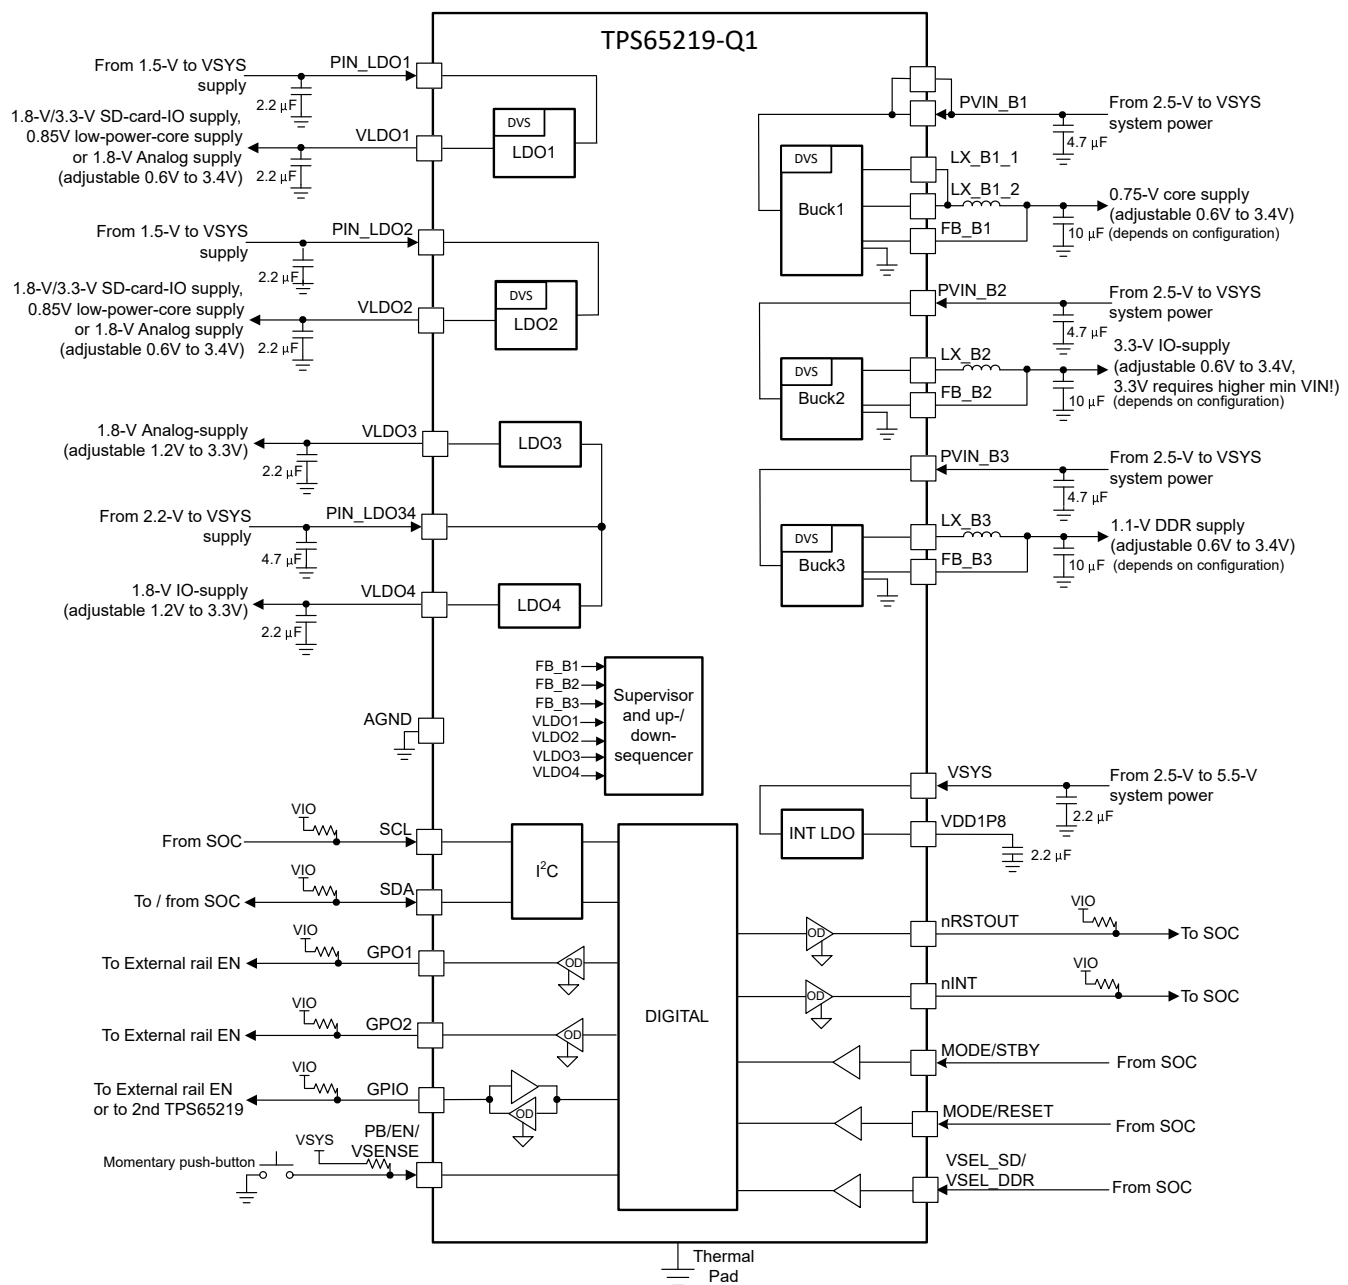 TPS65219-Q1
From 1.5-V to VSYS
supply
PIN_LDO1
2.2 μF
1.8-V/3.3-V SD-card-IO supply,
0.85V low-power-core supply
or 1.8-V Analog supply
(adjustable 0.6V to 3.4V)
VLDO1
2.2 μF
DVS
LDO1
From 1.5-V to VSYS
supply
PIN_LDO2
2.2 μF
1.8-V/3.3-V SD-card-IO supply,
0.85V low-power-core supply
or 1.8-V Analog supply
(adjustable 0.6V to 3.4V)
VLDO2
2.2 μF
DVS
LDO2
1.8-V Analog-supply
(adjustable 1.2V to 3.3V)
VLDO3
2.2 μF
LDO3
From 2.2-V to VSYS
supply
PIN_LDO34
4.7 μF
1.8-V IO-supply
(adjustable 1.2V to 3.3V)
VLDO4
2.2 μF
LDO4
PVIN_B1
From 2.5-V to VSYS
system power
4.7 μF
DVS
Buck1
LX_B1_1
LX_B1_2
FB_B1
0.75-V core supply
(adjustable 0.6V to 3.4V)
(depends on configuration)
10 μF
PVIN_B2
From 2.5-V to VSYS
system power
4.7 μF
DVS
Buck2
LX_B2
FB_B2
3.3-V IO-supply
(adjustable 0.6V to 3.4V,
3.3V requires higher min VIN!)
(depends on configuration)
10 μF
PVIN_B3
From 2.5-V to VSYS
system power
4.7 μF
DVS
Buck3
LX_B3
FB_B3
1.1-V DDR supply
(adjustable 0.6V to 3.4V)
(depends on configuration)
10 μF
FB_B1
FB_B2
FB_B3
VLDO1
VLDO2
VLDO3
VLDO4
Supervisor
and up-/
down-
sequencer
AGND
VSYS
From 2.5-V to 5.5-V
system power
2.2 μF
INT LDO
VDD1P8
2.2 μF
From SOC
VIO
SCL
I²C
To / from SOC
VIO
SDA
To External rail EN
VIO
GPO1
OD
To External rail EN
VIO
GPO2
OD
To External rail EN
or to 2nd TPS65219
VIO
GPIO
OD
Momentary push-button
VSYS
PB/EN/
VSENSE
DIGITAL
OD
nRSTOUT
VIO
To SOC
OD
nINT
VIO
To SOC
MODE/STBY
From SOC
MODE/RESET
From SOC
VSEL_SD/
VSEL_DDR
From SOC
Thermal
Pad